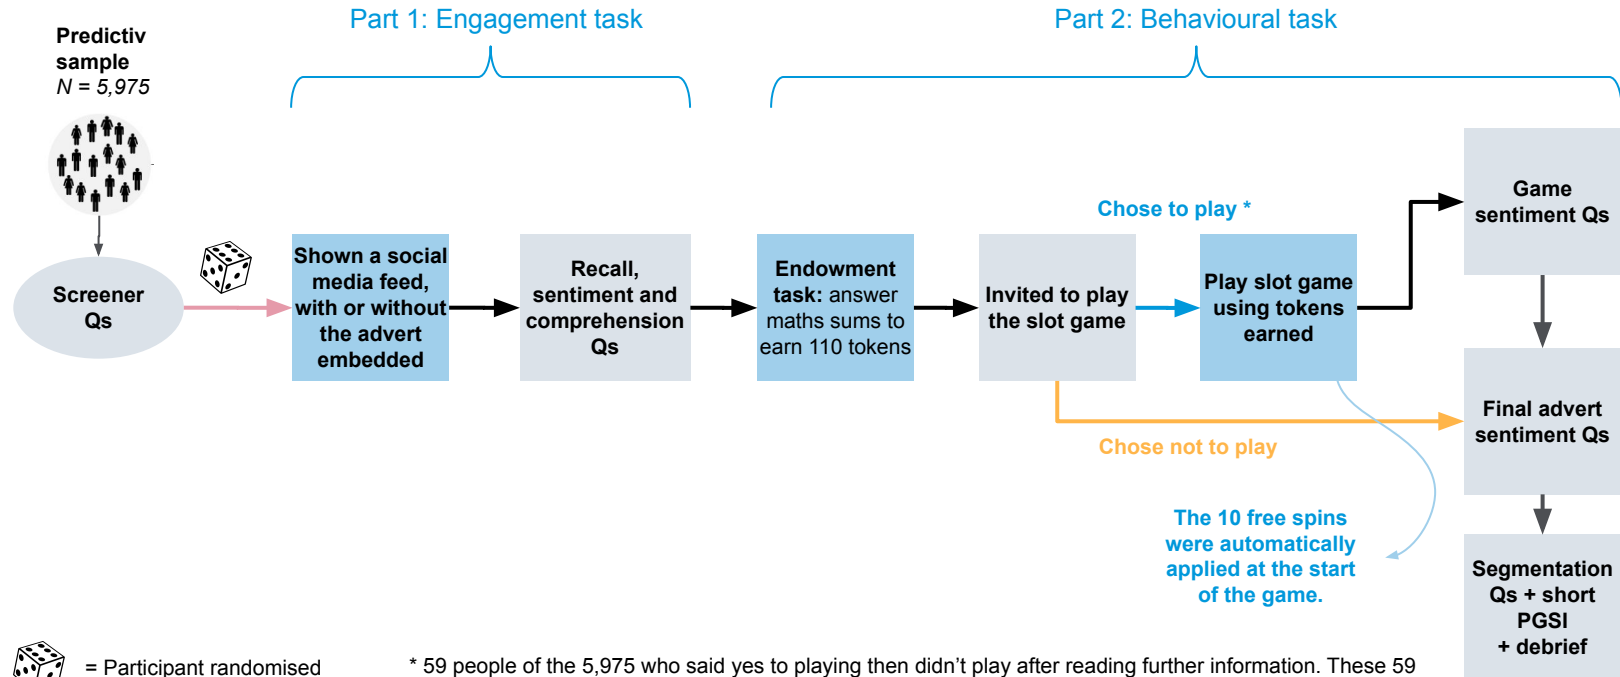 Part 1: Engagement task
Part 2: Behavioural task
Predictiv
sample
N = 5,975
Screener
Qs
Shown a social
media feed,
with or without
the advert
embedded
Recall,
sentiment and
comprehension
Qs
Endowment
task: answer
maths sums to
earn 110 tokens
Invited to play
the slot game
Chose to play *
Play slot game
using tokens
earned
Chose not to play
The 10 free spins
were automatically
applied at the start
of the game.
Game
sentiment Qs
Final advert
sentiment Qs
Segmentation
Qs + short
PGSI
+ debrief
= Participant randomised
* 59 people of the 5,975 who said yes to playing then didn’t play after reading further information. These 59